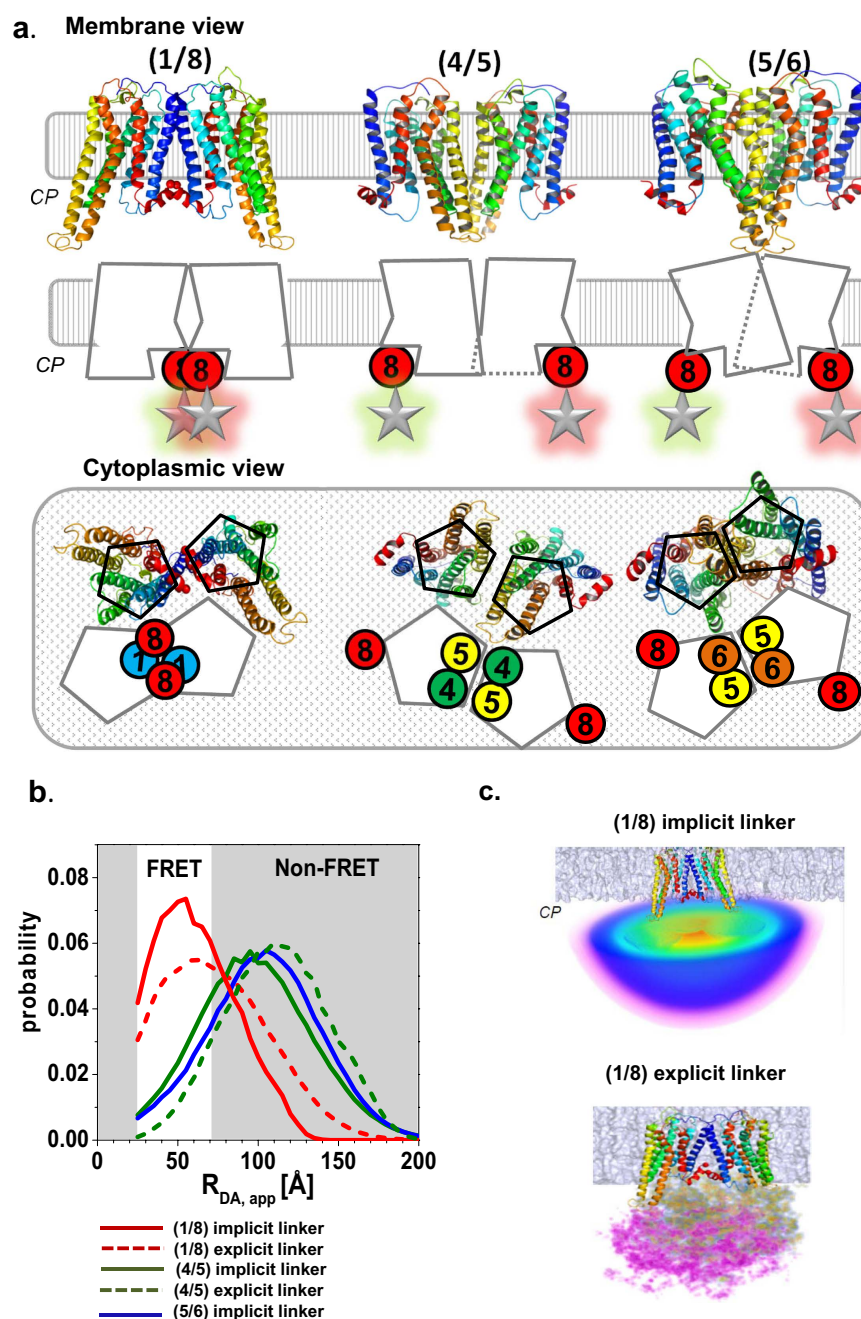 a. Membrane view
(1/8) (4/5) (5/6)
CP
CP
8 8 8 8 8
Cytoplasmic view
8
1 1
8
8
5 4
4 5
8
8
5
6 6
5
8
b.
FRET Non-FRET
0.08
0.06
0.04
0.02
0.00
probability
0 50 100 150 200
R DA, app [Å]
(1/8) implicit linker
(1/8) explicit linker
(4/5) implicit linker
(4/5) explicit linker
(5/6) implicit linker
c.
(1/8) implicit linker
CP
(1/8) explicit linker